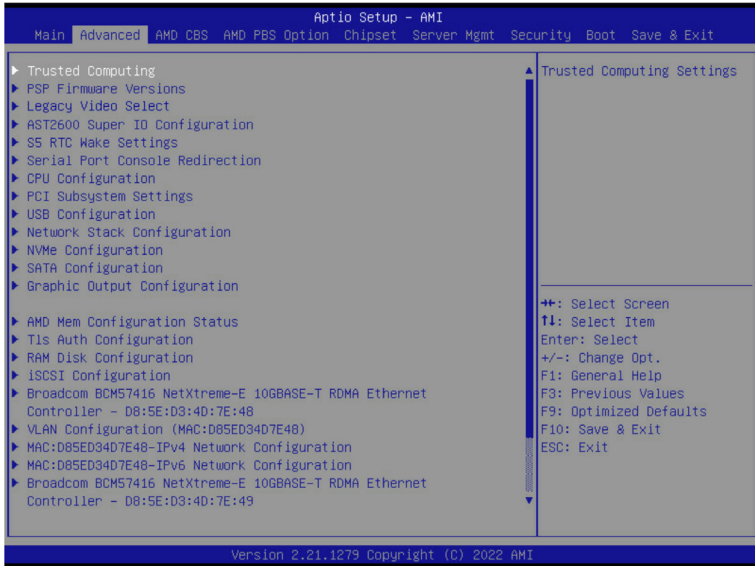 Aptio Setup – AMI
Main Advanced AMD CBS AMD PBS Option Chipset Server Mgmt Security Boot Save & Exit
Trusted Computing
PSP Firmware Versions
Legacy Video Select
AST2600 Super IO Configuration
S5 RTC Wake Settings
Serial Port Console Redirection
CPU Configuration
PCI Subsystem Settings
USB Configuration
Network Stack Configuration
NVMe Configuration
SATA Configuration
Graphic Output Configuration
AMD Mem Configuration Status
Tls Auth Configuration
RAM Disk Configuration
iSCSI Configuration
Broadcom BCM57416 NetXtreme-E 10GBASE-T RDMA Ethernet
Controller – D8:5E:D3:4D:7E:48
VLAN Configuration (MAC:D85ED34D7E48)
MAC:D85ED34D7E48-IPv4 Network Configuration
MAC:D85ED34D7E48-IPv6 Network Configuration
Broadcom BCM57416 NetXtreme-E 10GBASE-T RDMA Ethernet
Controller – D8:5E:D3:4D:7E:49
Trusted Computing Settings
→←: Select Screen
↑↓: Select Item
Enter: Select
+/-: Change Opt.
F1: General Help
F3: Previous Values
F9: Optimized Defaults
F10: Save & Exit
ESC: Exit
Version 2.21.1279 Copyright (C) 2022 AMI